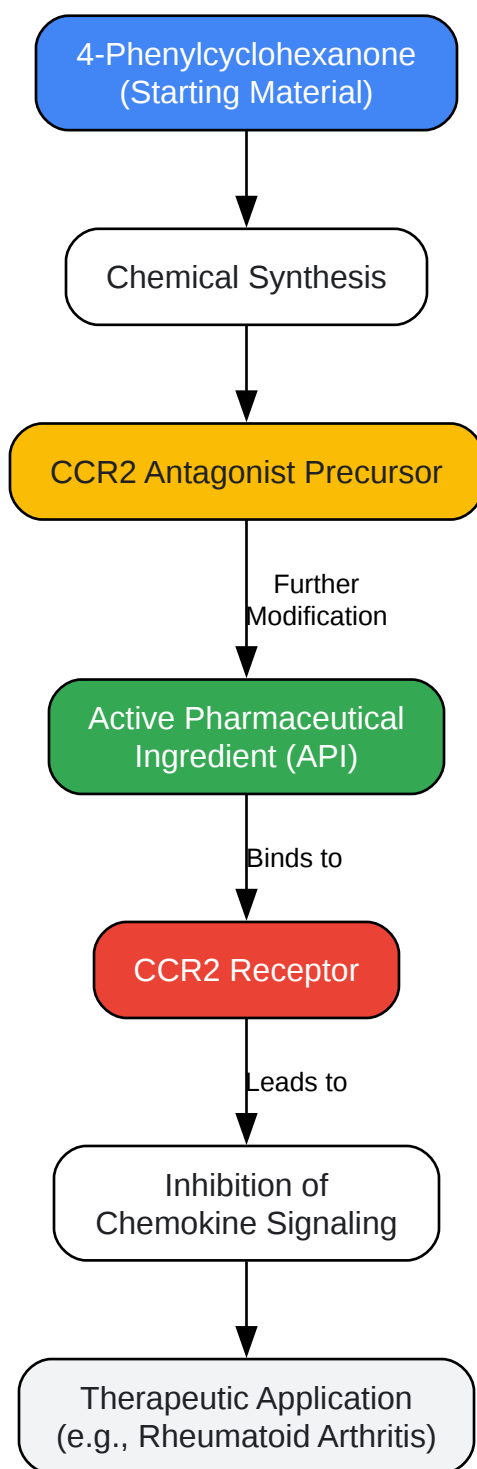 4-Phenylcyclohexanone
(Starting Material)
Chemical Synthesis
CCR2 Antagonist Precursor
Further
Modification
Active Pharmaceutical
Ingredient (API)
Binds to
CCR2 Receptor
Leads to
Inhibition of
Chemokine Signaling
Therapeutic Application
(e.g., Rheumatoid Arthritis)